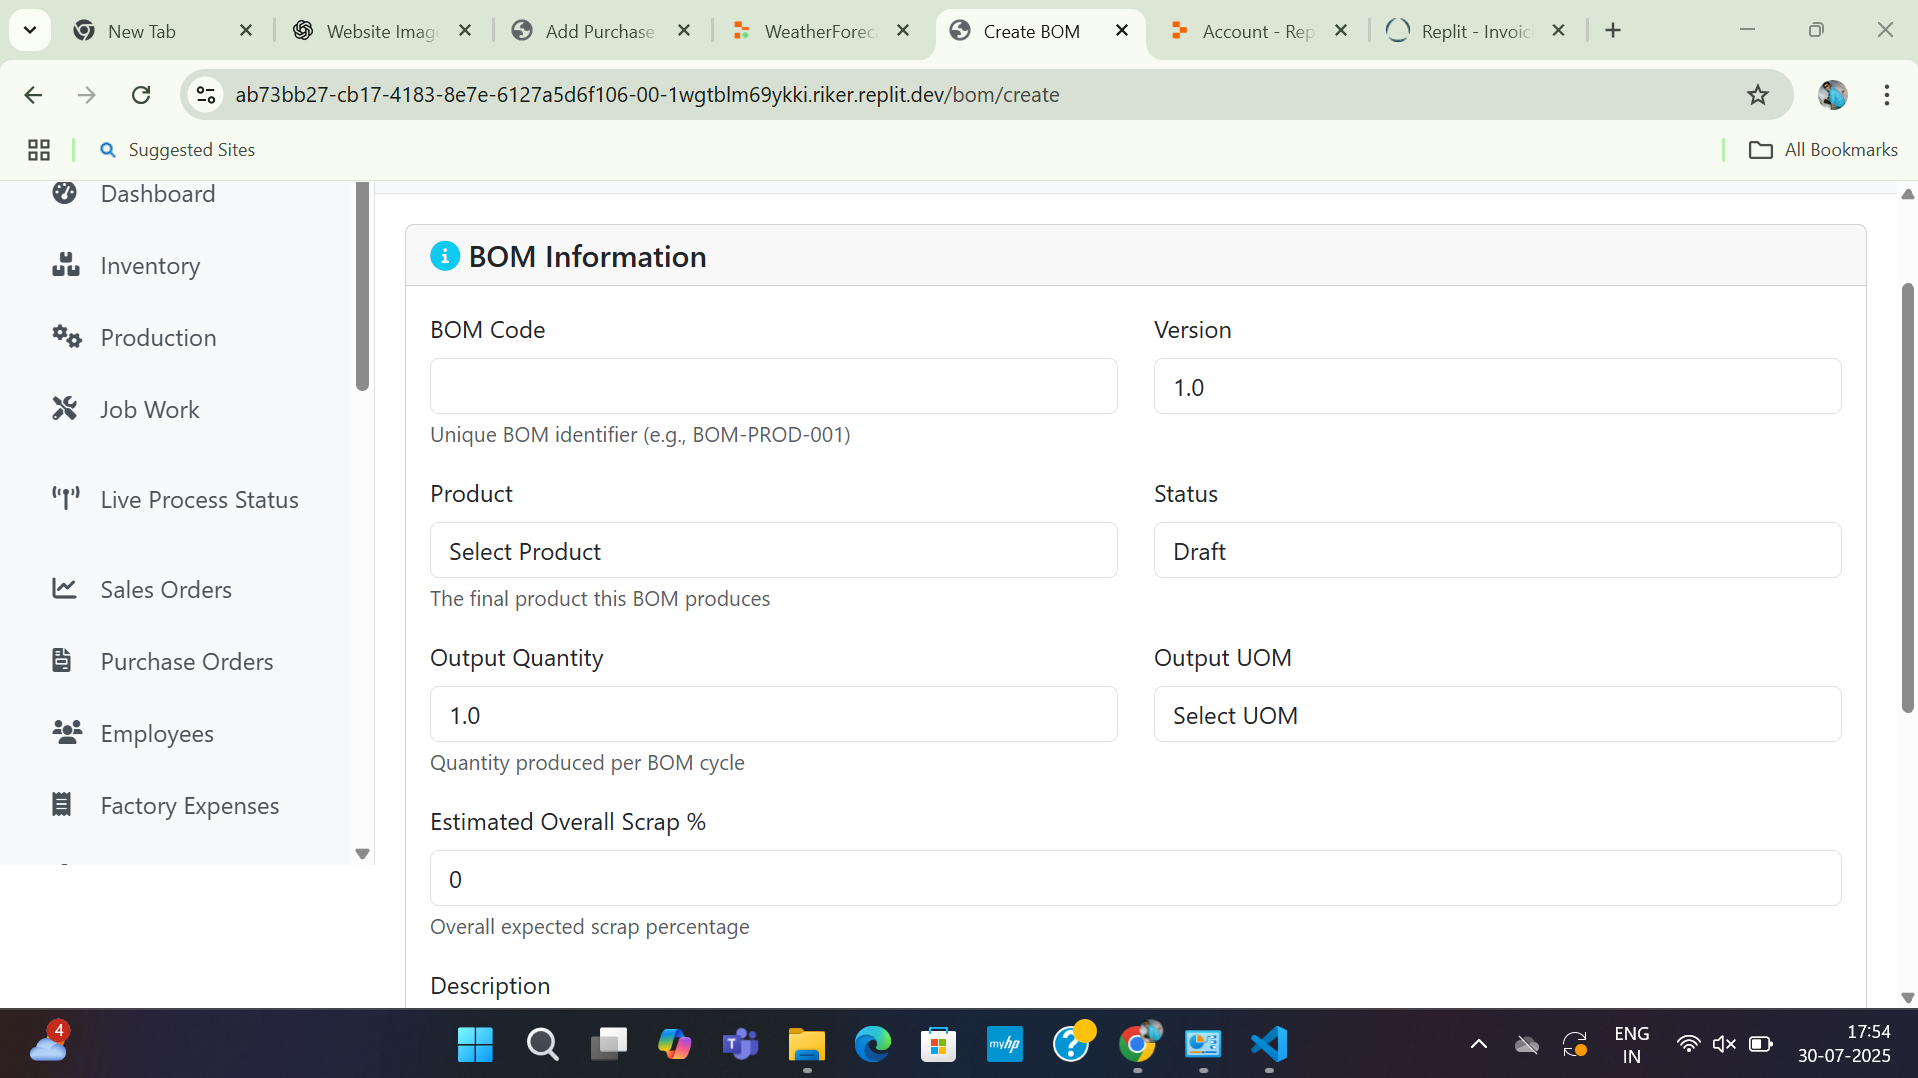 New Tab
Website Imag
Add Purchase
WeatherForec
Create BOM
Account - Rep
Replit - Invoic
ab73bb27-cb17-4183-8e7e-6127a5d6f106-00-1wgtblm69ykki.riker.replit.dev/bom/create
Suggested Sites
All Bookmarks
Dashboard
Inventory
Production
Job Work
Live Process Status
Sales Orders
Purchase Orders
Employees
Factory Expenses
BOM Information
BOM Code
Version
1.0
Unique BOM identifier (e.g., BOM-PROD-001)
Product
Status
Select Product
Draft
The final product this BOM produces
Output Quantity
Output UOM
1.0
Select UOM
Quantity produced per BOM cycle
Estimated Overall Scrap %
0
Overall expected scrap percentage
Description
4
myhp
ENG
IN
17:54
30-07-2025